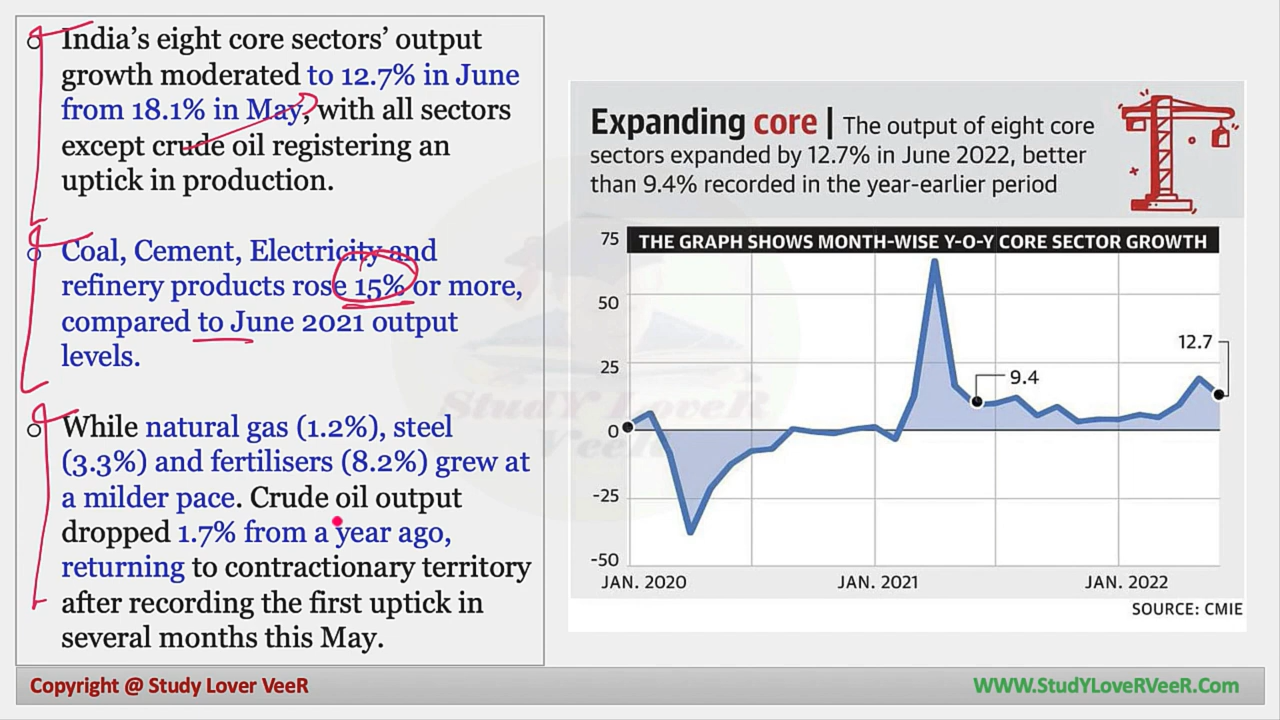 India's eight core sectors' output
growth moderated to 12.7% in June
from 18.1% in May, with all sectors
except crude oil registering an
uptick in production.
Coal, Cement, Electricity and
refinery products rose 15% or more,
compared to June 2021 output
levels.
While natural gas (1.2%), steel
(3.3%) and fertilisers (8.2%) grew at
a milder pace. Crude oil output
dropped 1.7% from a year ago,
returning to contractionary territory
after recording the first uptick in
several months this May.
Expanding core | The output of eight core
sectors expanded by 12.7% in June 2022, better
than 9.4% recorded in the year-earlier period
75 THE GRAPH SHOWS MONTH-WISE Y-O-Y CORE SECTOR GROWTH
50
12.7
25
9.4
StudY LoveR
VeeR
0
-25
-50
JAN. 2020 JAN. 2021 JAN. 2022
SOURCE: CMIE
Copyright @ Study Lover VeeR
WWW.StudYLoveRVeeR.Com